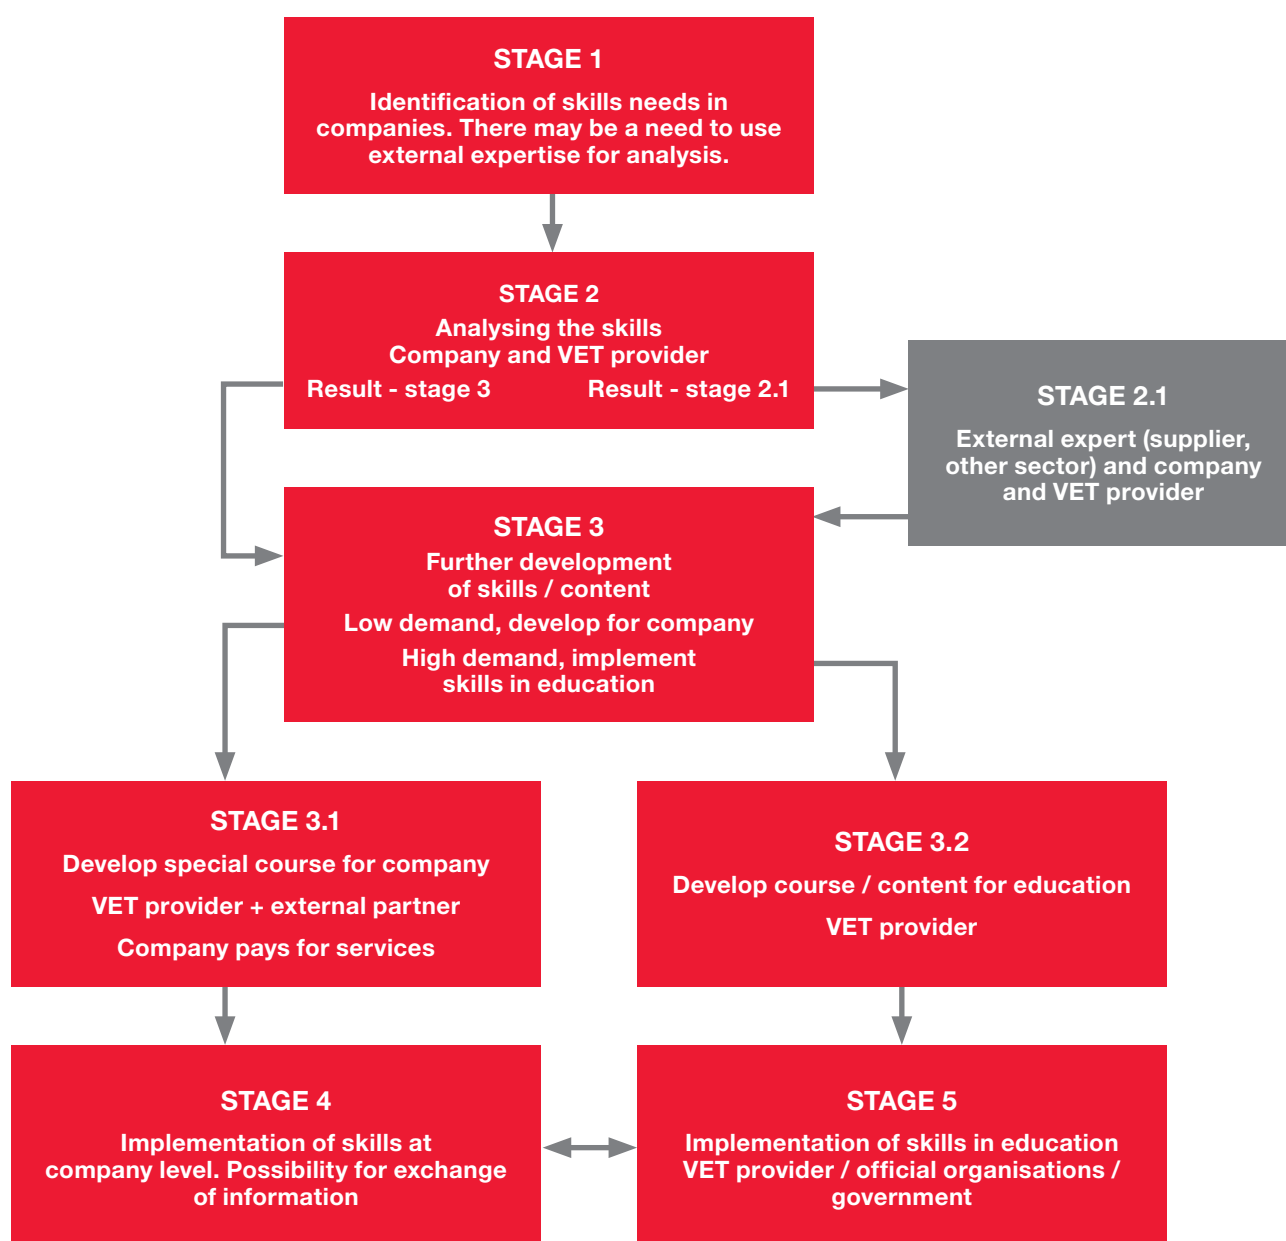 STAGE 1
Identification of skills needs in
companies. There may be a need to use
external expertise for analysis.
STAGE 2
Analysing the skills
Company and VET provider
Result - stage 3
Result - stage 2.1
STAGE 2.1
External expert (supplier,
other sector) and company
and VET provider
STAGE 3
Further development
of skills / content
Low demand, develop for company
High demand, implement
skills in education
STAGE 3.1
Develop special course for company
VET provider + external partner
Company pays for services
STAGE 3.2
Develop course / content for education
VET provider
STAGE 4
Implementation of skills at
company level. Possibility for exchange
of information
STAGE 5
Implementation of skills in education
VET provider / official organisations /
government